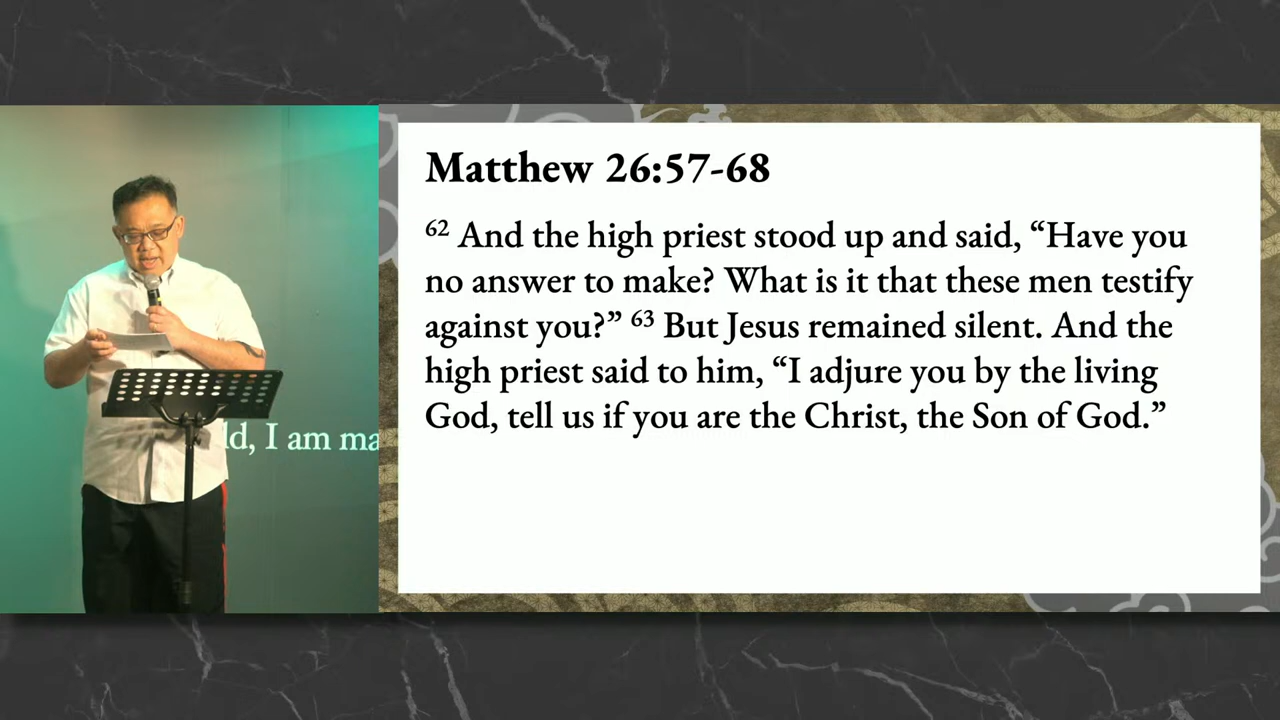 Matthew 26:57-68
62 And the high priest stood up and said, “Have you
no answer to make? What is it that these men testify
against you?” 63 But Jesus remained silent. And the
high priest said to him, “I adjure you by the living
God, tell us if you are the Christ, the Son of God.”
I am